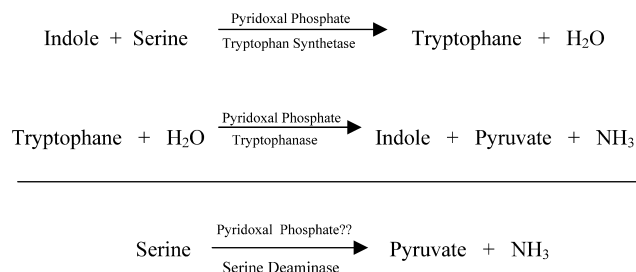 Pyridoxal Phosphate
Indole + Serine Tryptophane + H₂O
Tryptophan Synthetase
Pyridoxal Phosphate
Tryptophane + H₂O Indole + Pyruvate + NH₃
Tryptophanase
Pyridoxal Phosphate??
Serine Pyruvate + NH₃
Serine Deaminase